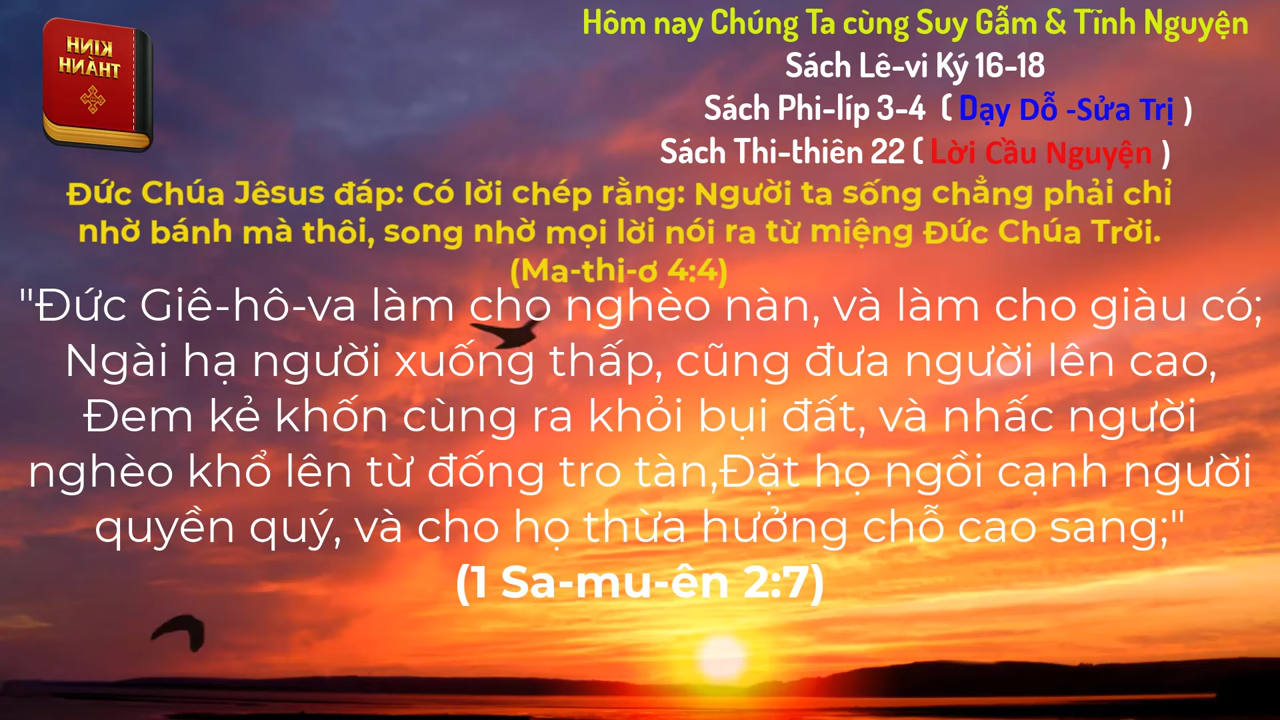 KINH
THÁNH
Hôm nay Chúng Ta cùng Suy Gẫm & Tĩnh Nguyện
Sách Lê-vi Ký 16-18
Sách Phi-líp 3-4 ( Dạy Dỗ -Sửa Trị )
Sách Thi-thiên 22 ( Lời Cầu Nguyện )
Đức Chúa Jêsus đáp: Có lời chép rằng: Người ta sống chẳng phải chỉ
nhờ bánh mà thôi, song nhờ mọi lời nói ra từ miệng Đức Chúa Trời.
(Ma-thi-ơ 4:4)
"Đức Giê-hô-va làm cho nghèo nàn, và làm cho giàu có;
Ngài hạ người xuống thấp, cũng đưa người lên cao,
Đem kẻ khốn cùng ra khỏi bụi đất, và nhấc người
nghèo khổ lên từ đống tro tàn,Đặt họ ngồi cạnh người
quyền quý, và cho họ thừa hưởng chỗ cao sang;"
(1 Sa-mu-ên 2:7)